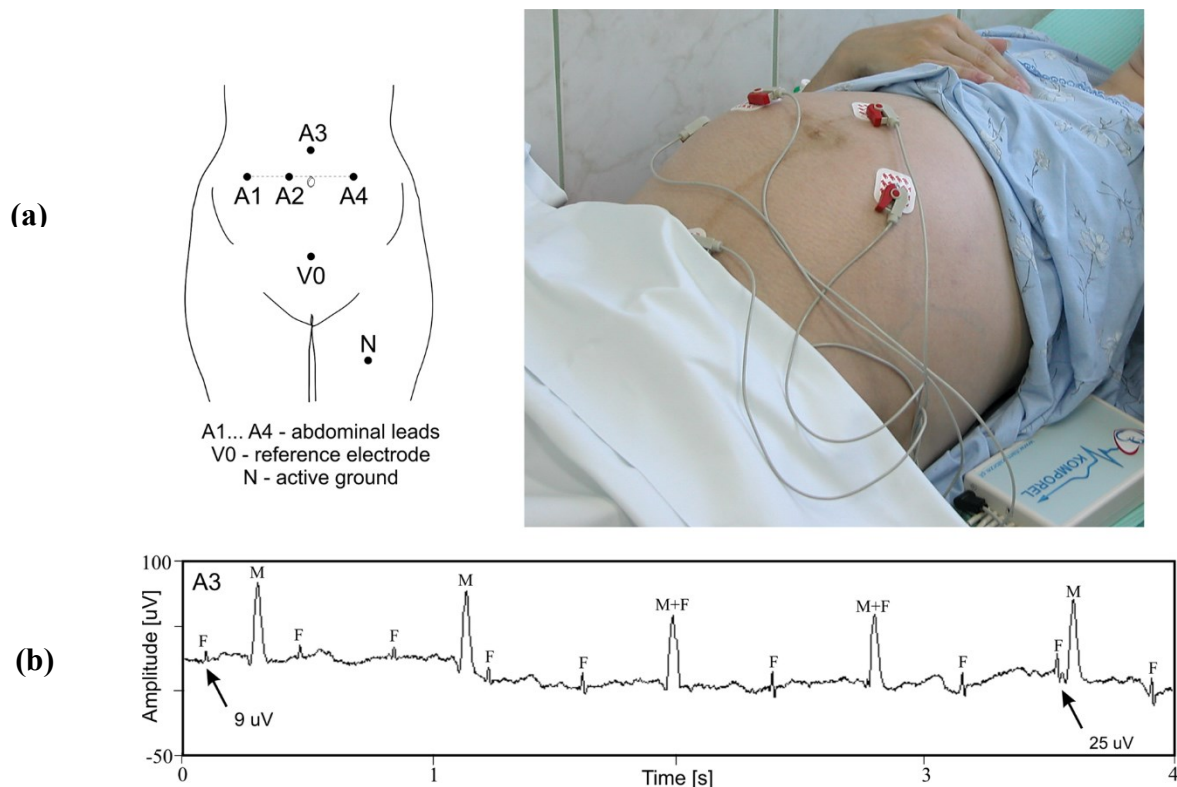 (a)
A3
A1 A2 A4
V0
N
A1... A4 - abdominal leads
V0 - reference electrode
N - active ground
KOMPOREL
(b)
100
-50
Amplitude [uV]
A3
F M F F M F F M+F F M+F F F M F
9 uV
25 uV
0 1 2 3 4
Time [s]